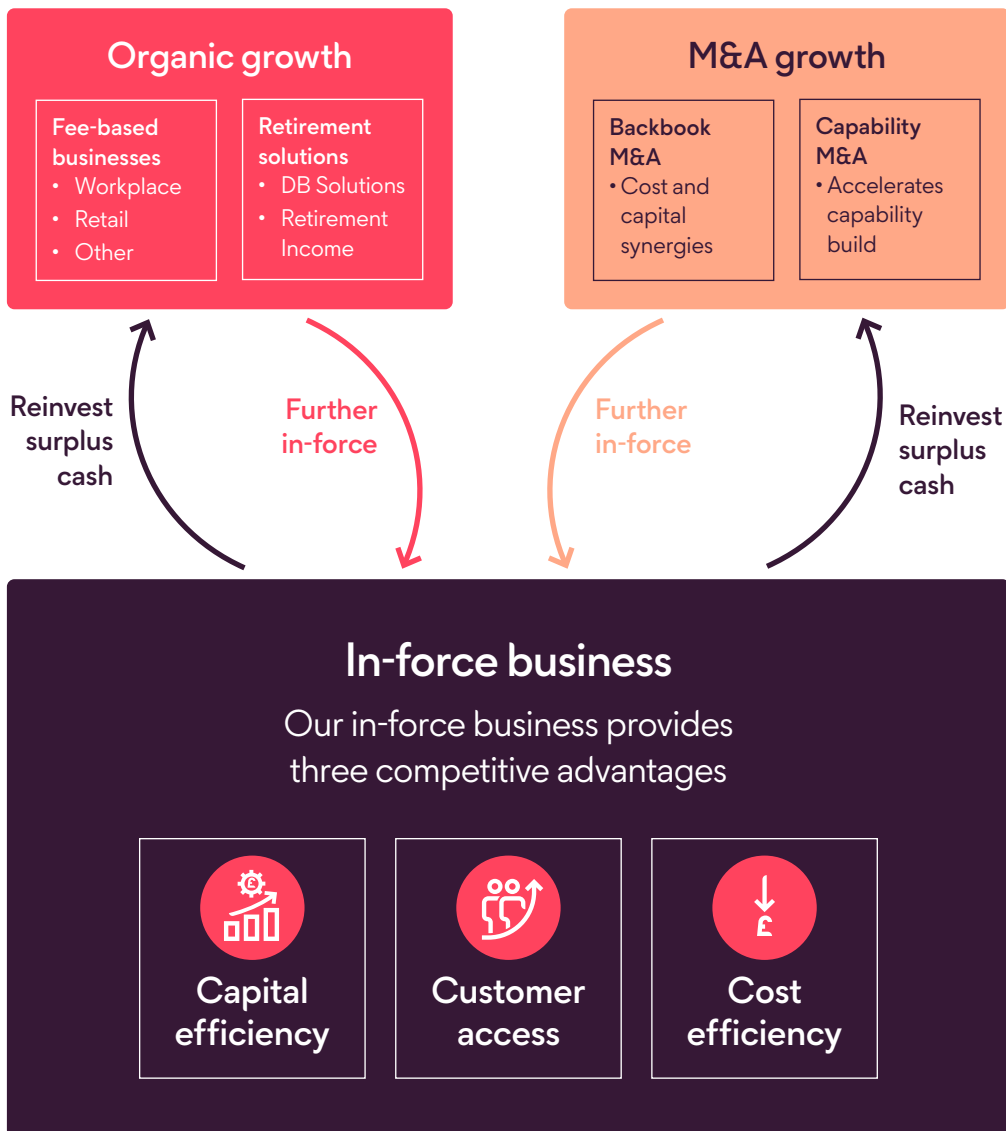 Organic growth
Fee-based
businesses
• Workplace
• Retail
• Other
Retirement
solutions
• DB Solutions
• Retirement
Income
M&A growth
Backbook
M&A
• Cost and
capital
synergies
Capability
M&A
• Accelerates
capability
build
Reinvest
surplus
cash
Further
in-force
Further
in-force
Reinvest
surplus
cash
In-force business
Our in-force business provides
three competitive advantages
£
Capital
efficiency
Customer
access
£
Cost
efficiency